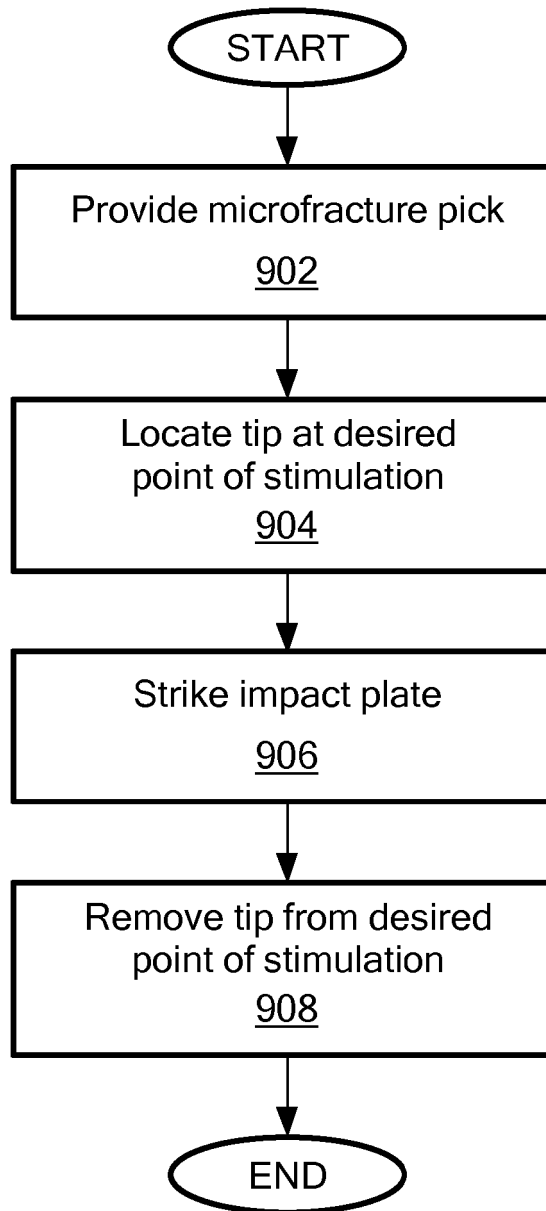 START
Provide microfracture pick
902
Locate tip at desired
point of stimulation
904
Strike impact plate
906
Remove tip from desired
point of stimulation
908
END